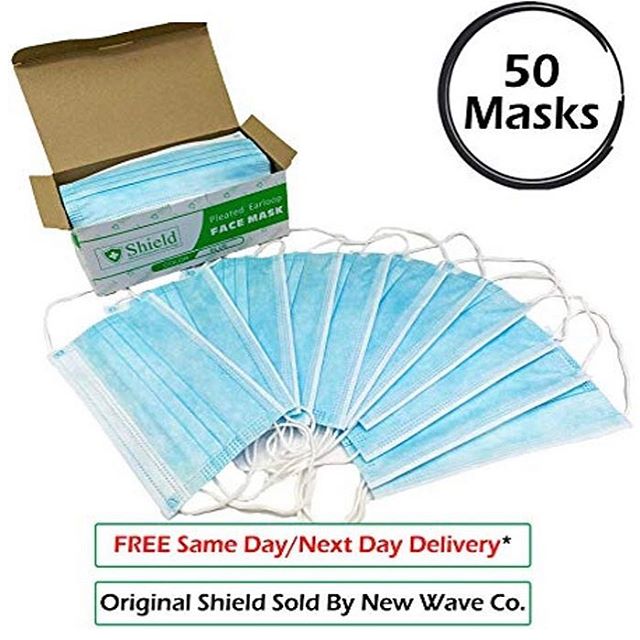 50
Masks
Pleated Earloop
FACE MASK
Shield
COLOR
FREE Same Day/Next Day Delivery*
Original Shield Sold By New Wave Co.